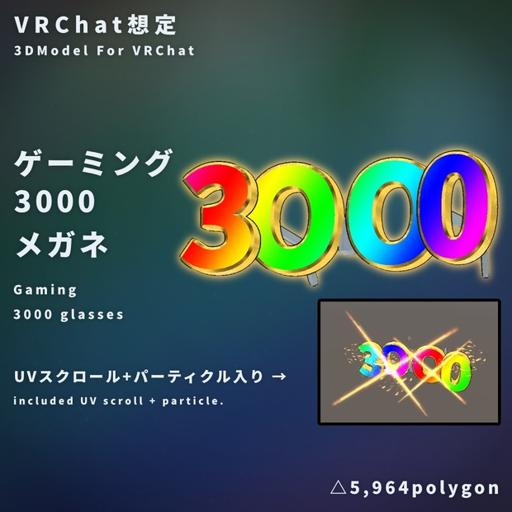 VRChat想定
3DModel For VRChat
ゲーミング
3000
メガネ
3000
Gaming
3000 glasses
3000
UVスクロール+パーティクル入り →
included UV scroll + particle.
△5,964polygon